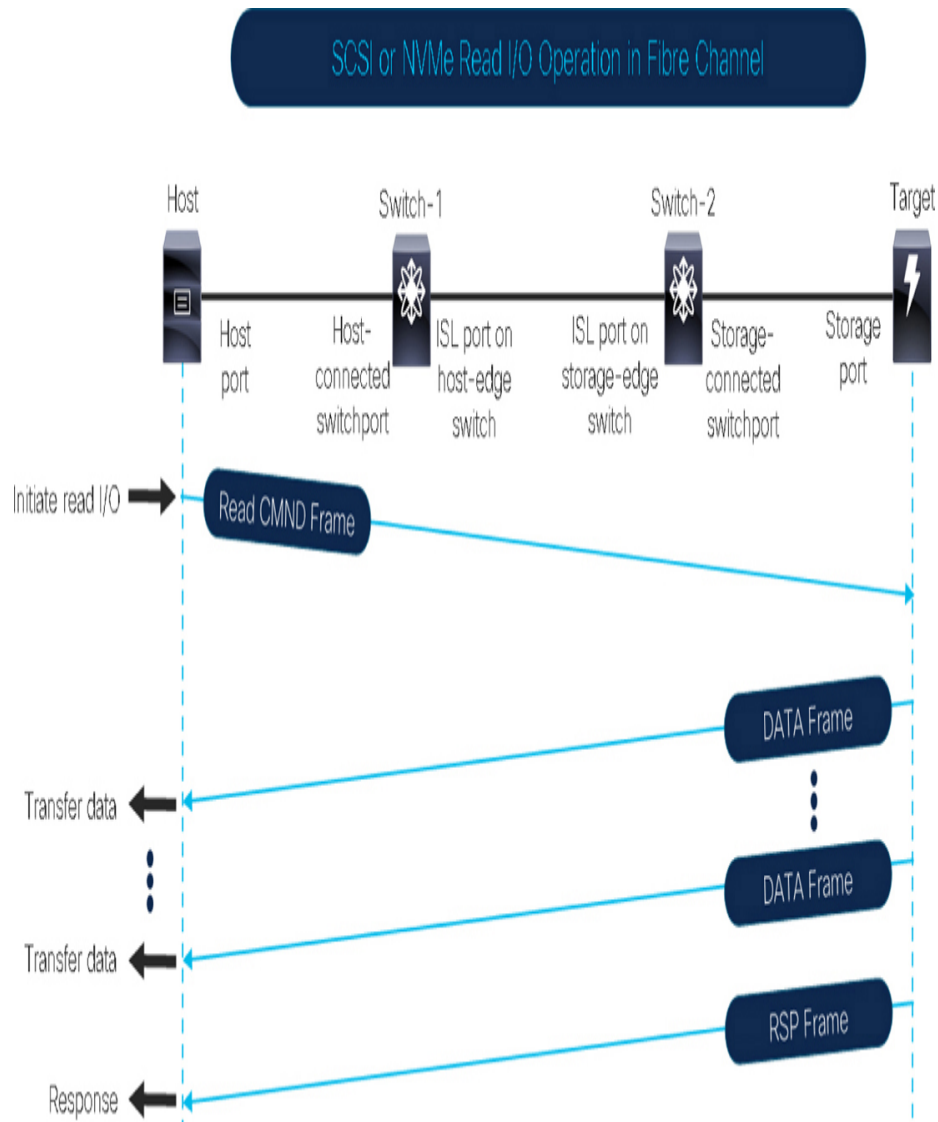 SCSI or NVMe Read I/O Operation in Fibre Channel
Host
Switch-1
Switch-2
Target
Host
port
Host-
connected
switchport
ISL port on
host-edge
switch
ISL port on
storage-edge
switch
Storage-
connected
switchport
Storage
port
Initiate read I/O
Read CMND Frame
DATA Frame
Transfer data
DATA Frame
Transfer data
RSP Frame
Response